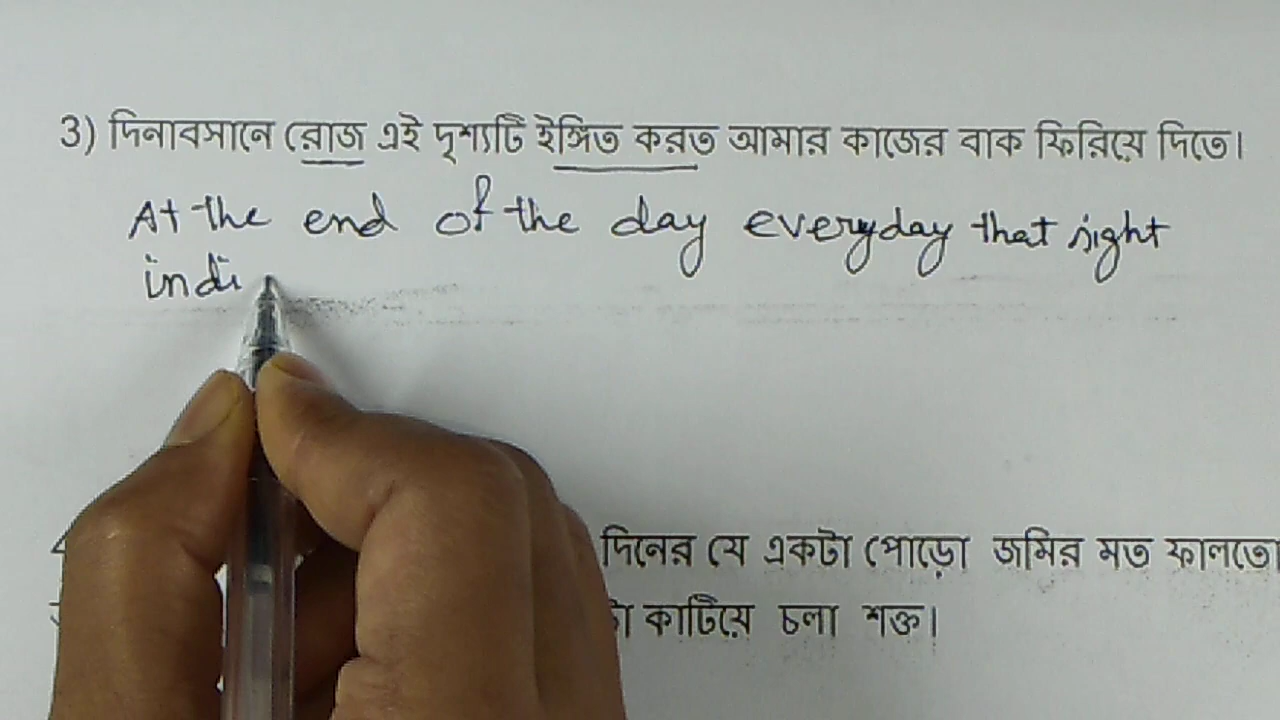 3) দিনাবসানে রোজ এই দৃশ্যটি ইঙ্গিত করত আমার কাজের বাক ফিরিয়ে দিতে।
At the end of the day everyday that sight
indi
দিনের যে একটা পোড়ো জমির মত ফালতো
কাটিয়ে চলা শক্ত।